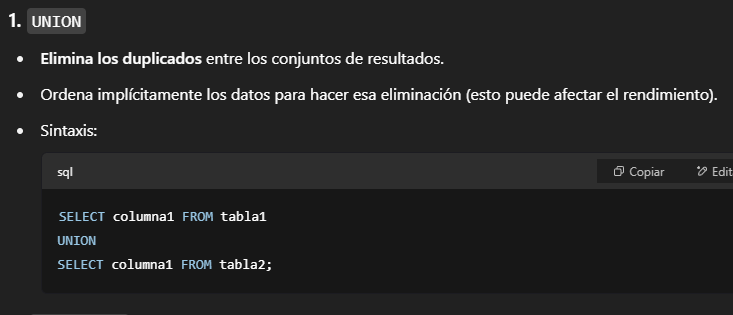 1. UNION
• Elimina los duplicados entre los conjuntos de resultados.
• Ordena implícitamente los datos para hacer esa eliminación (esto puede afectar el rendimiento).
• Sintaxis:
sql Copiar Edit
SELECT columna1 FROM tabla1
UNION
SELECT columna1 FROM tabla2;